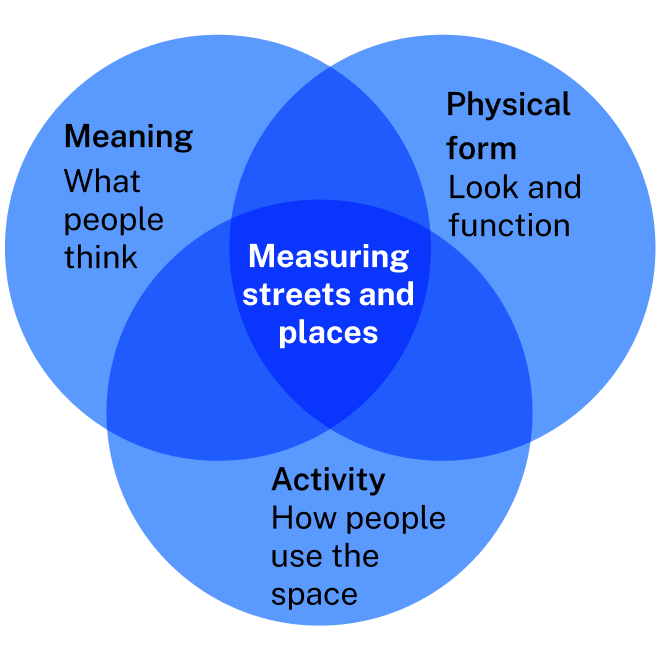 Meaning
What
people
think
Physical
form
Look and
function
Measuring
streets and
places
Activity
How people
use the
space